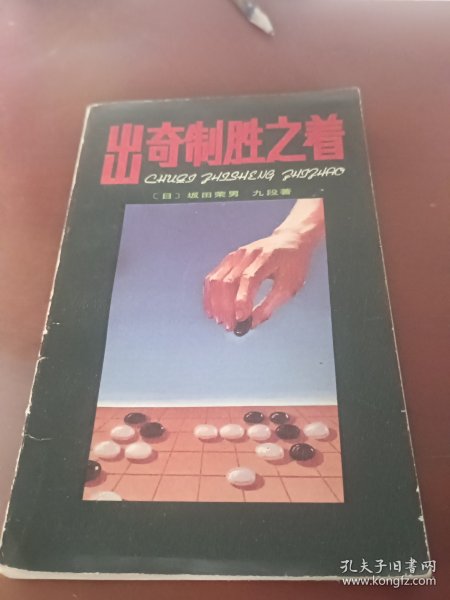 出奇制胜之着
CHUQI ZHISHENG ZHIZHAO
〔日〕坂田荣男 九段著
孔夫子旧书网
www.kongfz.com